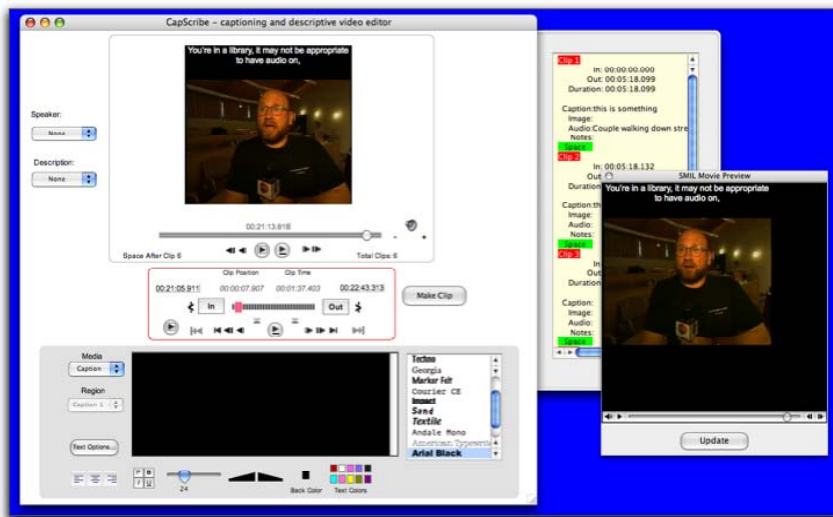 CapScribe – captioning and descriptive video editor
You're in a library, it may not be appropriate
to have audio on,
Speaker:
None
Description:
None
00:21:13.818
- +
Space After Clip 6
Total Clips: 6
Clip Position
Clip Time
00:21:05.911
00:00:07.907
00:01:37.403
00:22:43.313
In
Out
Make Clip
Media
Caption
Region
Caption 1
Text Options...
P B
I U
24
Back Color
Text Colors
Techno
Georgia
Marker Felt
Courier CE
Impact
Sand
Textile
Andale Mono
American Typewrite
Arial Black
Clip 1
In: 00:00:00.000
Out: 00:05:18.099
Duration: 00:05:18.099
Caption:this is something
Image:
Audio:Couple walking down stre
Notes:
Space
Clip 2
In: 00:05:18.132
Out
Duration
Caption:th
Image:
Audio:
Notes:
Space
Clip 3
In:
Out
Duration
Caption:
Image:
Audio:
Notes:
Space
SMIL Movie Preview
You're in a library, it may not be appropriate
to have audio on,
Update